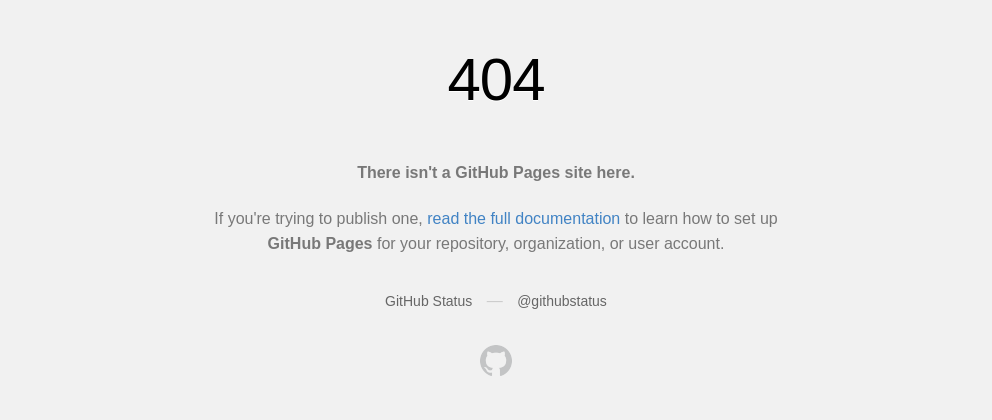 404
There isn't a GitHub Pages site here.
If you're trying to publish one, read the full documentation to learn how to set up
GitHub Pages for your repository, organization, or user account.
GitHub Status — @githubstatus